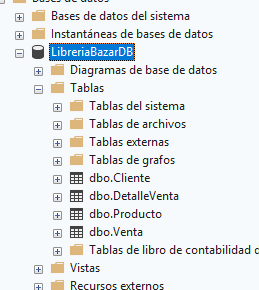 Bases de datos
Bases de datos del sistema
Instantáneas de bases de datos
LibreriaBazarDB
Diagramas de base de datos
Tablas
Tablas del sistema
Tablas de archivos
Tablas externas
Tablas de grafos
dbo.Cliente
dbo.DetalleVenta
dbo.Producto
dbo.Venta
Tablas de libro de contabilidad d
Vistas
Recursos externos